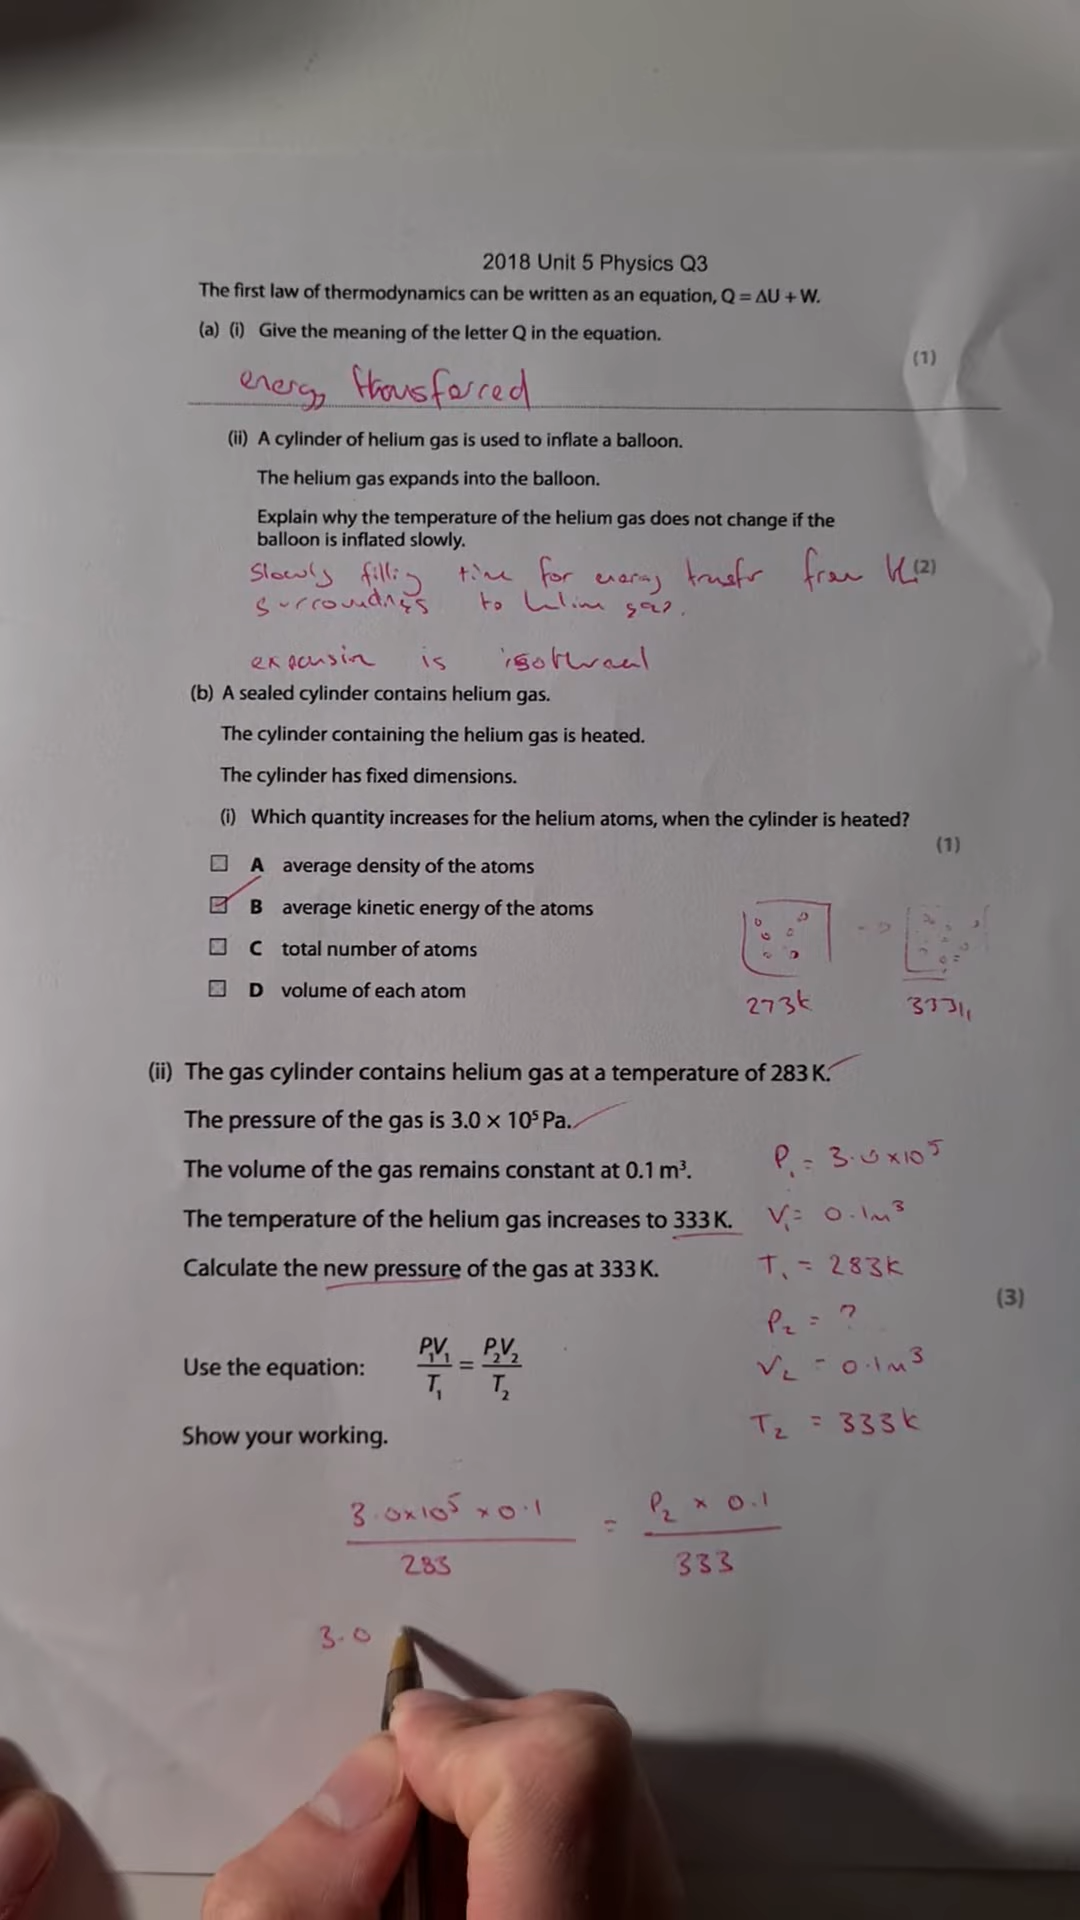 2018 Unit 5 Physics Q3
The first law of thermodynamics can be written as an equation, Q = ΔU + W.
(a) (i) Give the meaning of the letter Q in the equation.
(1)
energy transferred
(ii) A cylinder of helium gas is used to inflate a balloon.
The helium gas expands into the balloon.
Explain why the temperature of the helium gas does not change if the
balloon is inflated slowly.
(2)
Slowly filling time for energy transfer from
surroundings to helium gas.
expansion is isothermal
(b) A sealed cylinder contains helium gas.
The cylinder containing the helium gas is heated.
The cylinder has fixed dimensions.
(i) Which quantity increases for the helium atoms, when the cylinder is heated?
(1)
A average density of the atoms
B average kinetic energy of the atoms
C total number of atoms
D volume of each atom
273k 333k
(ii) The gas cylinder contains helium gas at a temperature of 283 K.
The pressure of the gas is 3.0 × 10⁵ Pa.
The volume of the gas remains constant at 0.1 m³.
The temperature of the helium gas increases to 333 K.
Calculate the new pressure of the gas at 333 K.
(3)
P₁ = 3.0×10⁵
V₁= 0.1m³
T₁ = 283k
P₂ = ?
V₂ = 0.1m³
T₂ = 333k
Use the equation: P₁V₁/T₁ = P₂V₂/T₂
Show your working.
3.0×10⁵ × 0.1 = P₂ × 0.1
283 333
3.0